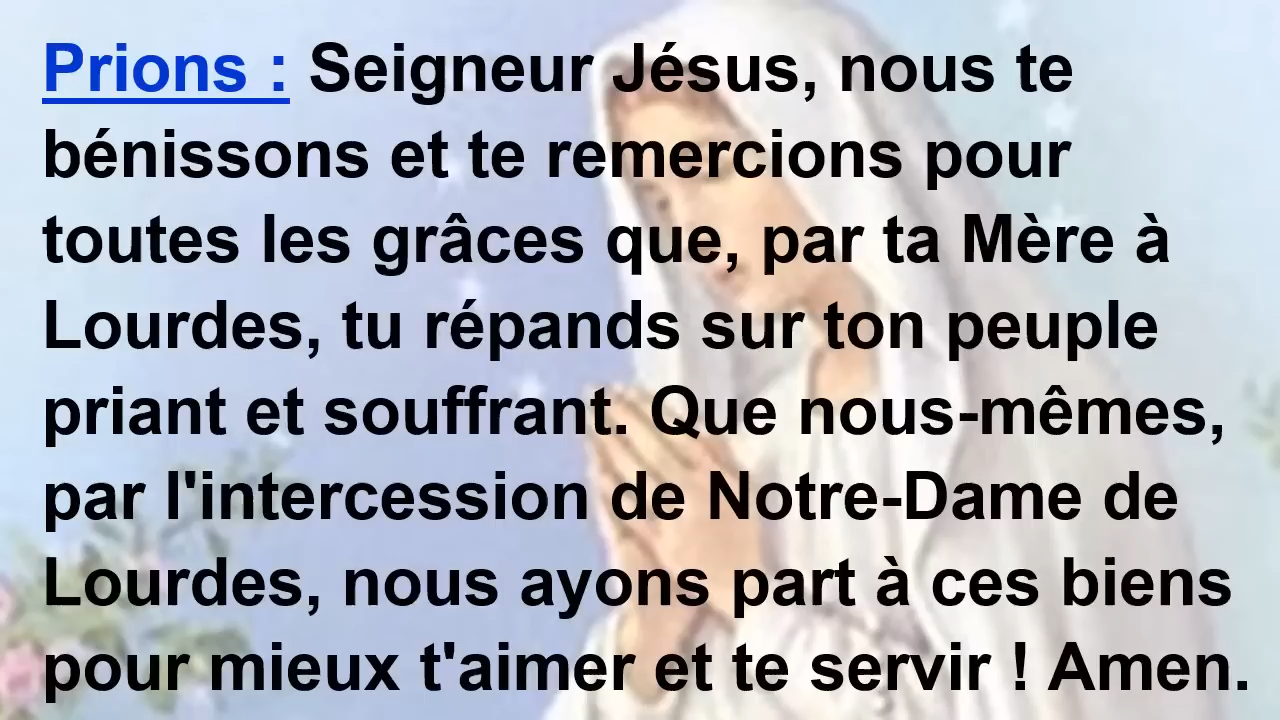 Prions : Seigneur Jésus, nous te
bénissons et te remercions pour
toutes les grâces que, par ta Mère à
Lourdes, tu répands sur ton peuple
priant et souffrant. Que nous-mêmes,
par l'intercession de Notre-Dame de
Lourdes, nous ayons part à ces biens
pour mieux t'aimer et te servir ! Amen.